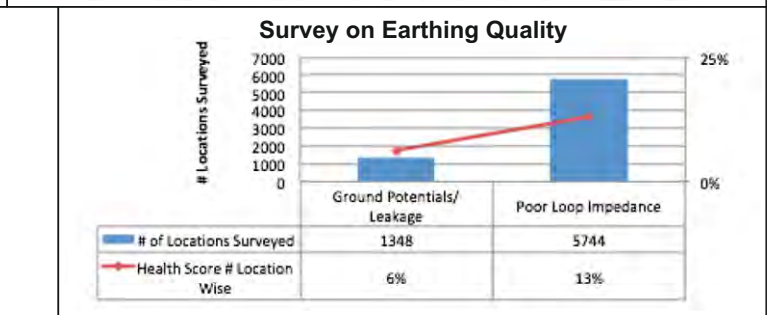 Survey on Earthing Quality
# Locations Surveyed
7000
6000
5000
4000
3000
2000
1000
0
25%
0%
Ground Potentials/
Leakage
Poor Loop Impedance
# of Locations Surveyed
1348
5744
Health Score # Location
Wise
6%
13%